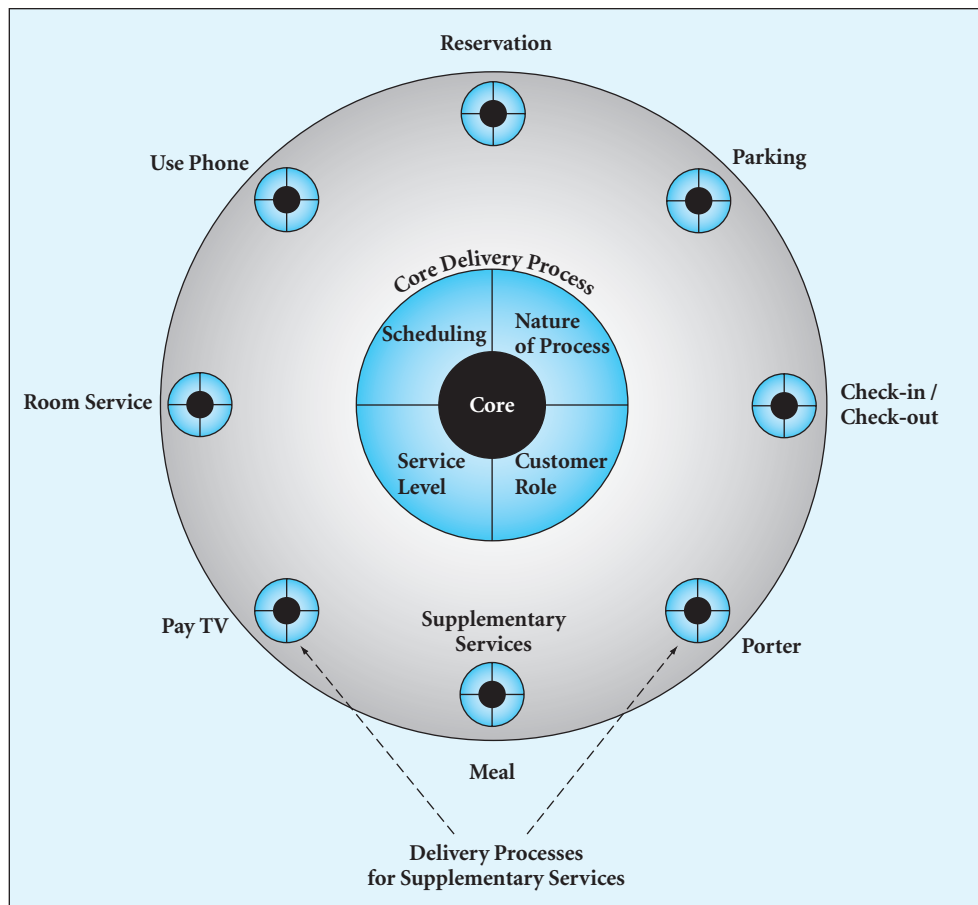 Reservation
Use Phone
Parking
Core Delivery Process
Scheduling
Nature
of Process
Room Service
Core
Check-in /
Check-out
Service
Level
Customer
Role
Pay TV
Supplementary
Services
Porter
Meal
Delivery Processes
for Supplementary Services